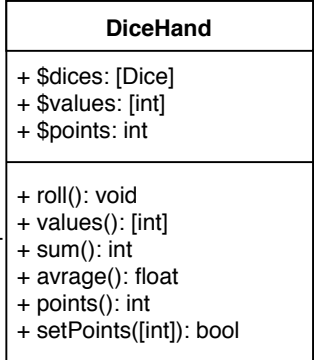 DiceHand
+ $dices: [Dice]
+ $values: [int]
+ $points: int
+ roll(): void
+ values(): [int]
+ sum(): int
+ avrage(): float
+ points(): int
+ setPoints([int]): bool